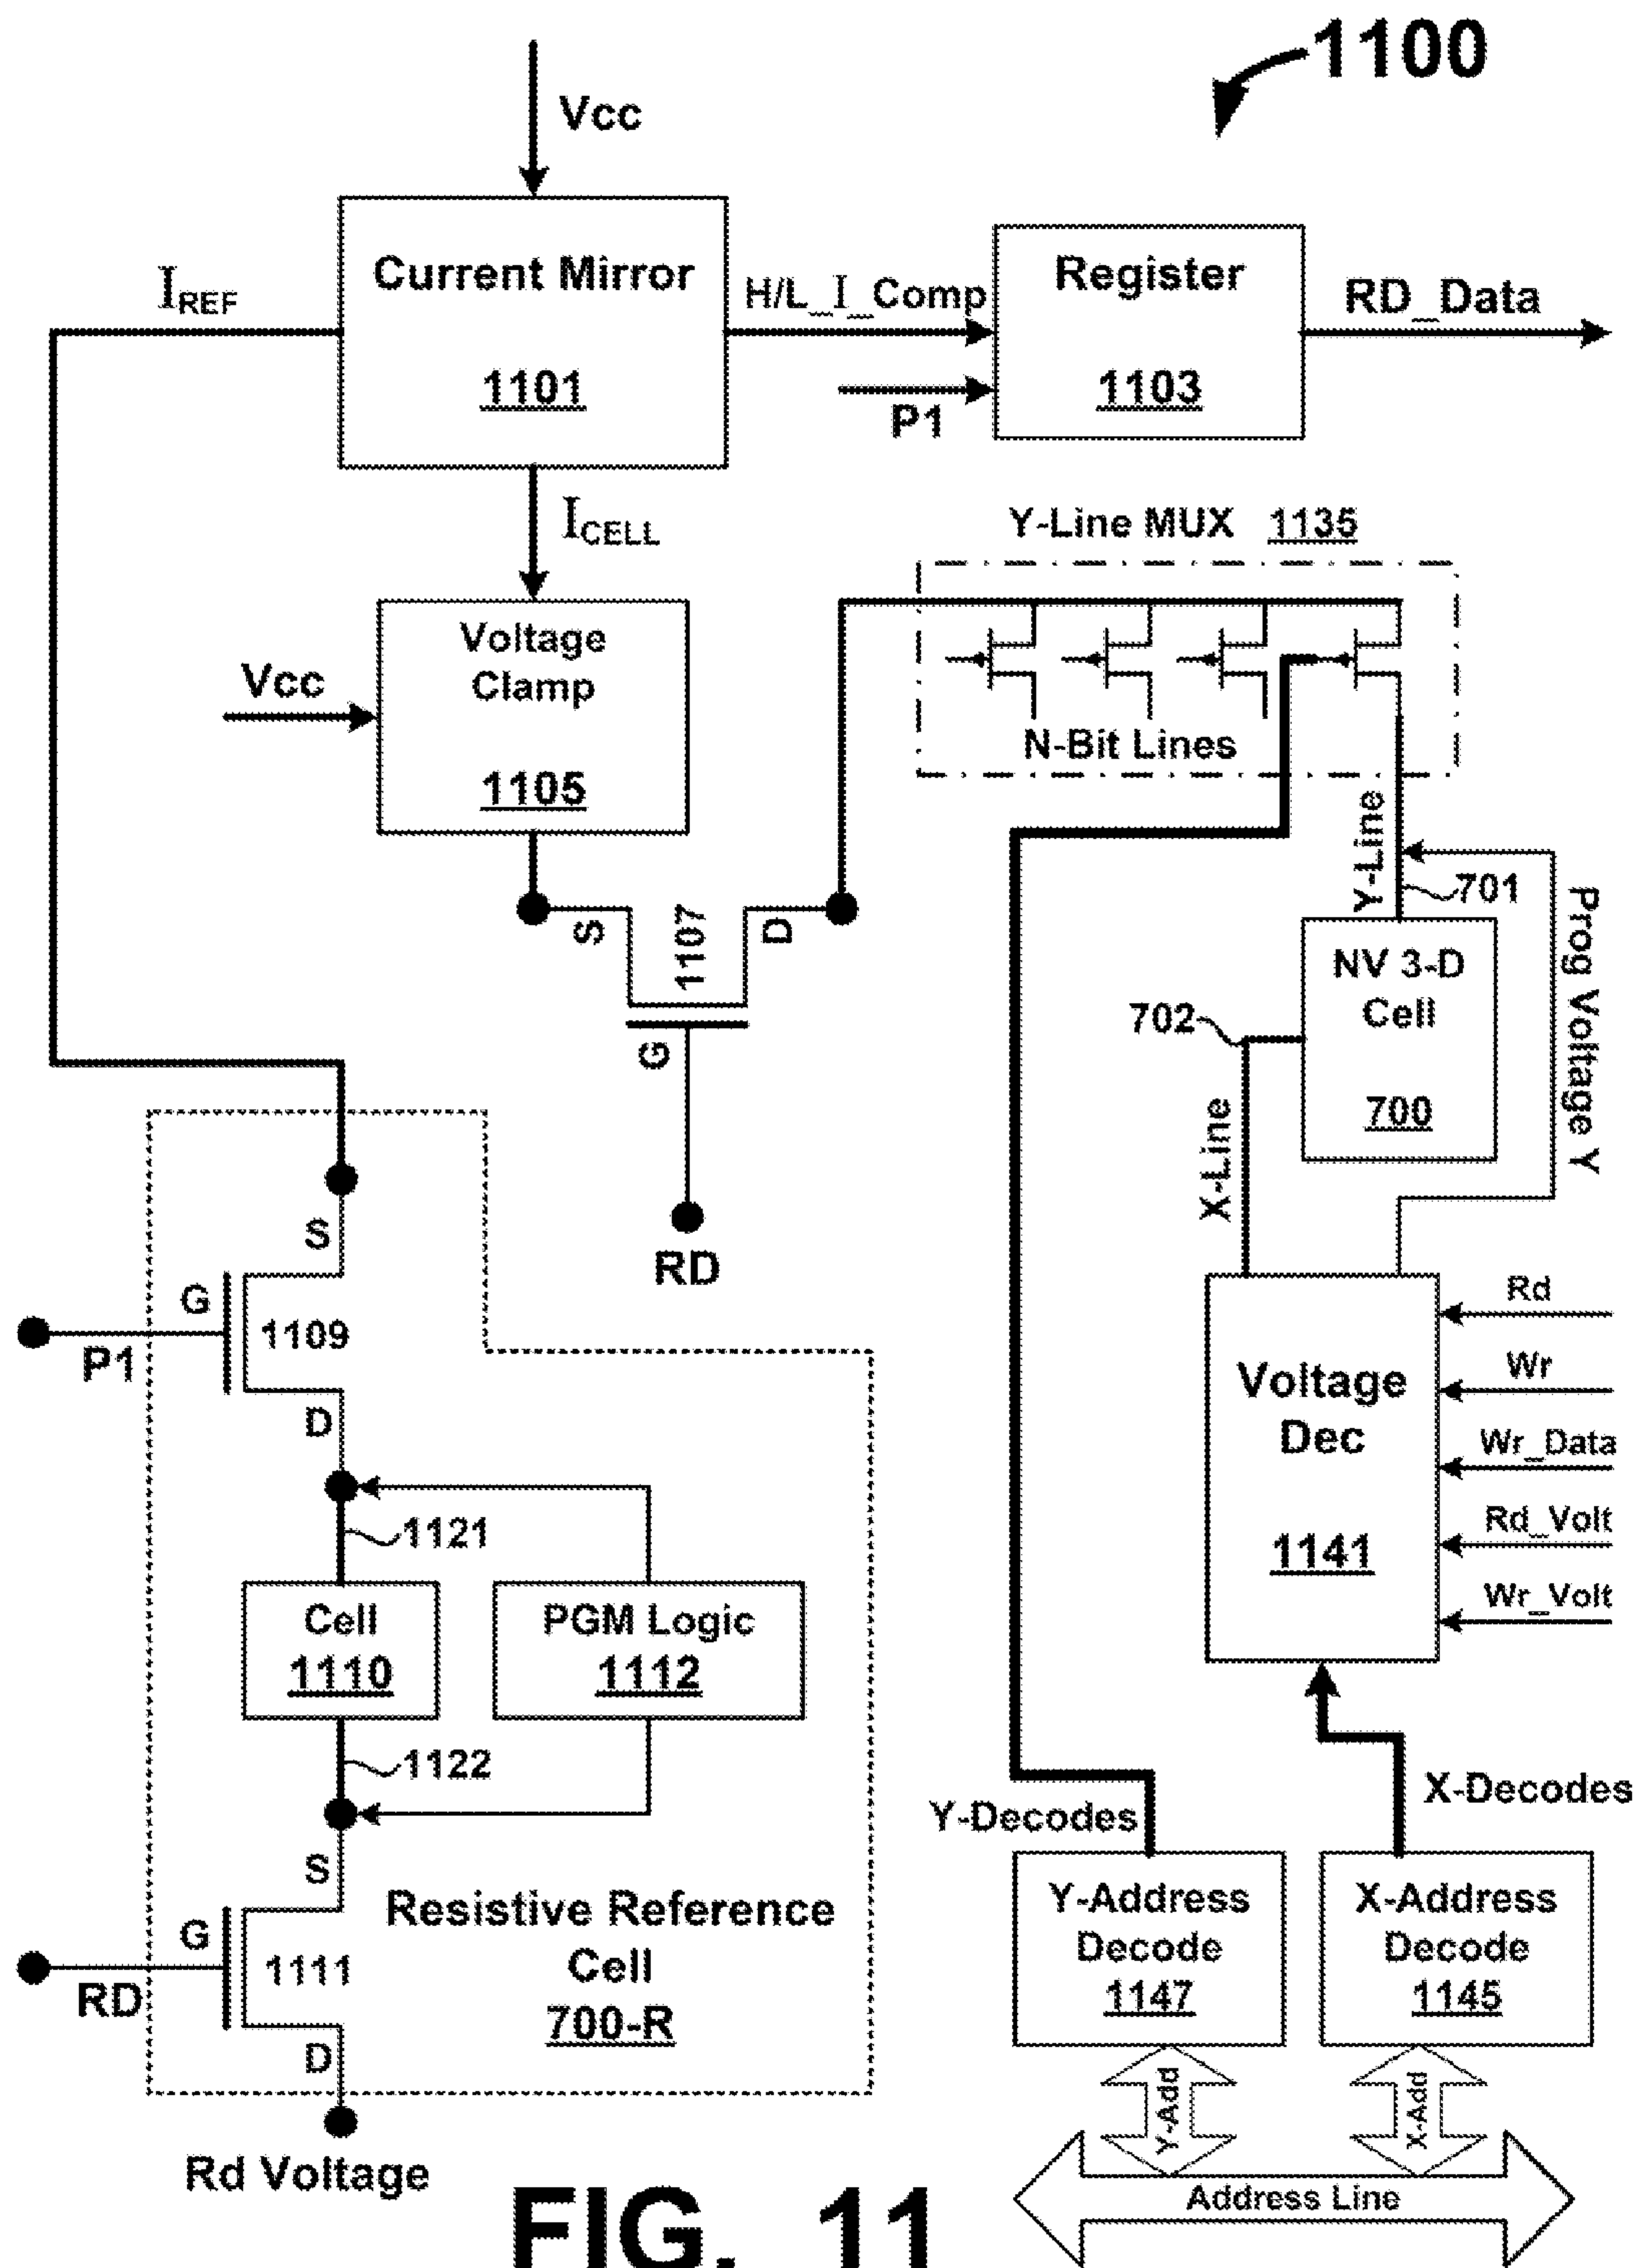 1100
Vcc
Current Mirror
1101
I_REF
H/L_I_Comp
Register
1103
RD_Data
P1
I_CELL
Voltage
Clamp
1105
Vcc
Y-Line MUX 1135
N-Bit Lines
S
1107
D
G
RD
Y-Line
701
NV 3-D
Cell
700
702
X-Line
Prog Voltage Y
S
G
1109
P1
D
1121
Cell
1110
PGM Logic
1112
1122
S
G
1111
RD
D
Resistive Reference
Cell
700-R
Rd Voltage
Voltage
Dec
1141
Rd
Wr
Wr_Data
Rd_Volt
Wr_Volt
Y-Decodes
X-Decodes
Y-Address
Decode
1147
X-Address
Decode
1145
Y-Add
X-Add
Address Line
FIG. 11